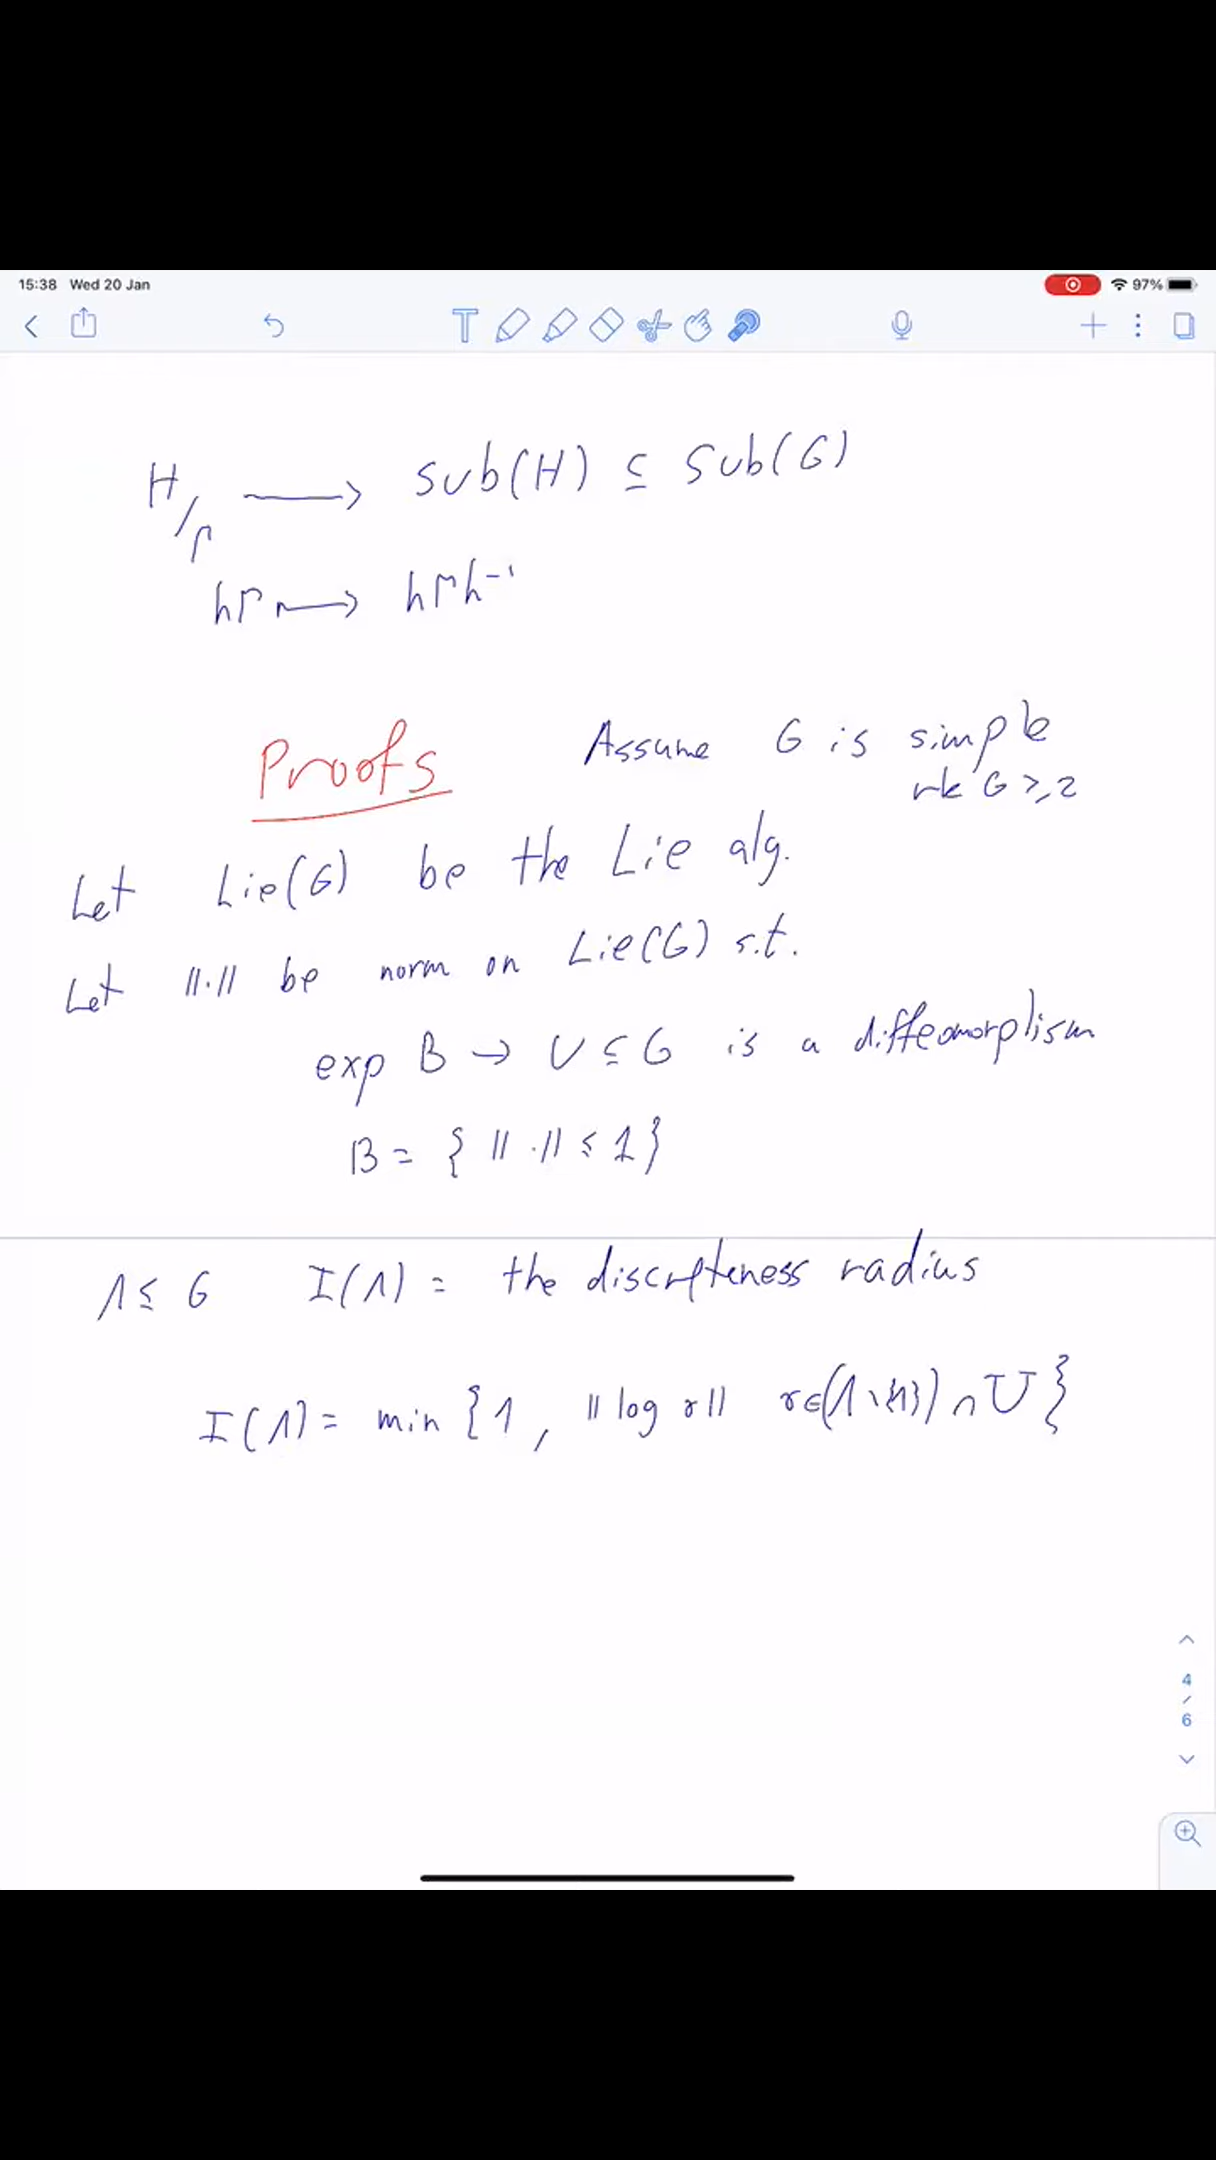 15:38 Wed 20 Jan 97%
H/Γ → Sub(H) ⊆ Sub(G)
hΓ ↦ hΓh⁻¹
Proofs Assume G is simple
rk G ≥ 2
Let Lie(G) be the Lie alg.
Let ||·|| be norm on Lie(G) s.t.
exp B → U ⊆ G is a diffeomorphism
B = { ||·|| ≤ 1 }
Λ ≤ G I(Λ) = the discreteness radius
I(Λ) = min { 1, ||log γ|| γ∈(Λ∖{1}) ∩ U }
4
/
6